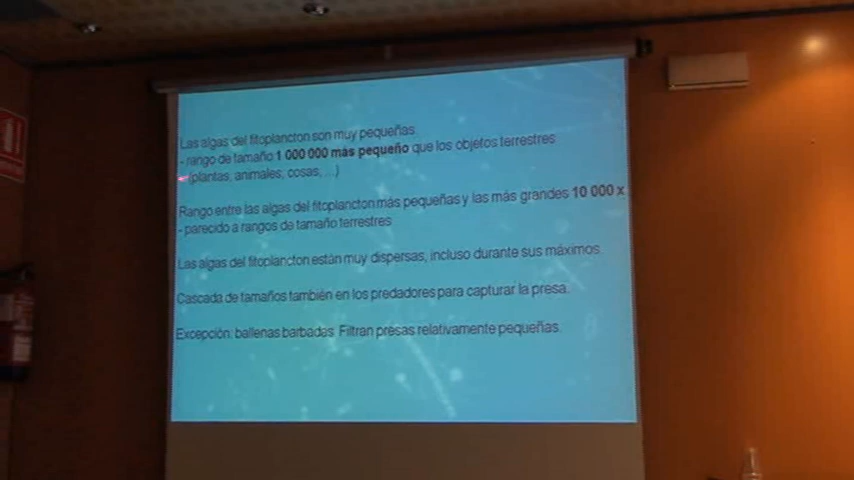 Las algas del fitoplancton son muy pequeñas.
- rango de tamaño 1 000 000 más pequeño que los objetos terrestres
(plantas, animales, cosas, ...)
Rango entre las algas del fitoplancton más pequeñas y las más grandes 10 000 x
- parecido a rangos de tamaño terrestres
Las algas del fitoplancton están muy dispersas, incluso durante sus máximos.
Cascada de tamaños también en los predadores para capturar la presa.
Excepción: ballenas barbadas. Filtran presas relativamente pequeñas.